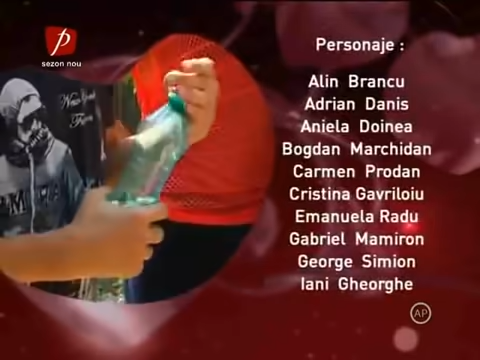 p
sezon nou
Personaje :
Alin Brancu
Adrian Danis
Aniela Doinea
Bogdan Marchidan
Carmen Prodan
Cristina Gavriloiu
Emanuela Radu
Gabriel Mamiron
George Simion
Iani Gheorghe
AP